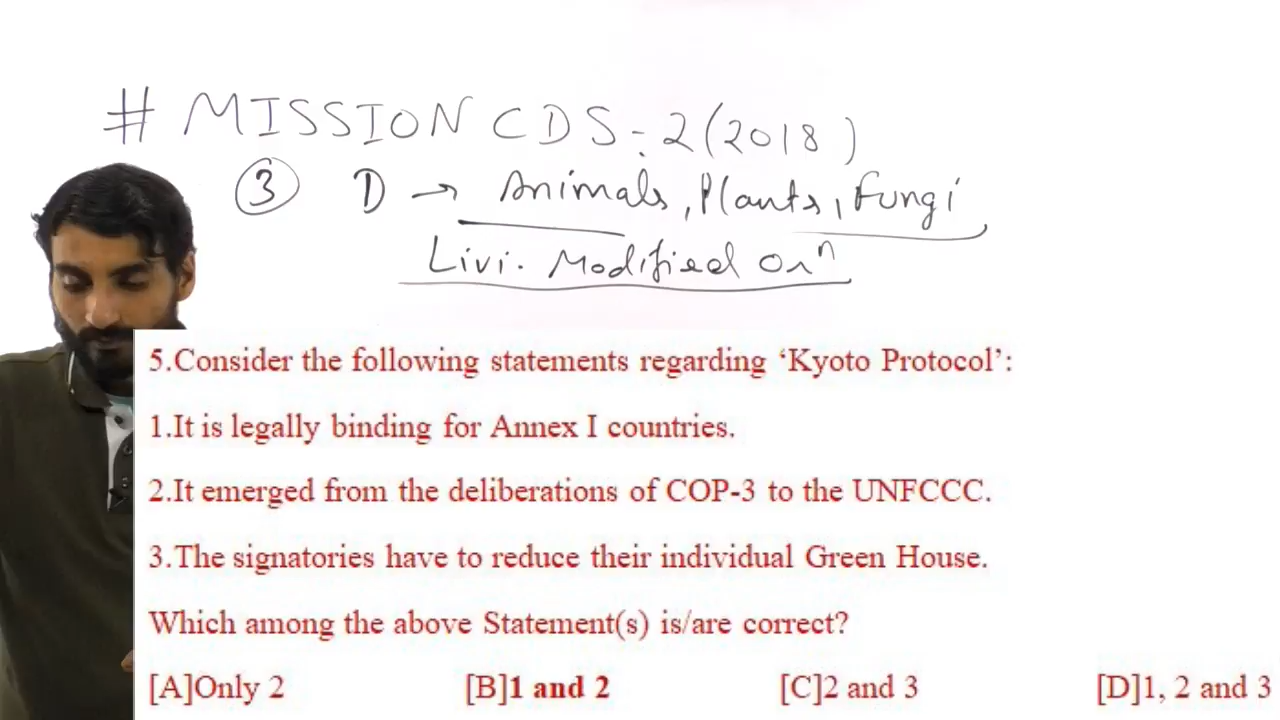 # MISSION CDS-2 (2018)
③ D → Animals, Plants, Fungi
Livi. Modified Orⁿ
5.Consider the following statements regarding ‘Kyoto Protocol’:
1.It is legally binding for Annex I countries.
2.It emerged from the deliberations of COP-3 to the UNFCCC.
3.The signatories have to reduce their individual Green House.
Which among the above Statement(s) is/are correct?
[A]Only 2 [B]1 and 2 [C]2 and 3 [D]1, 2 and 3